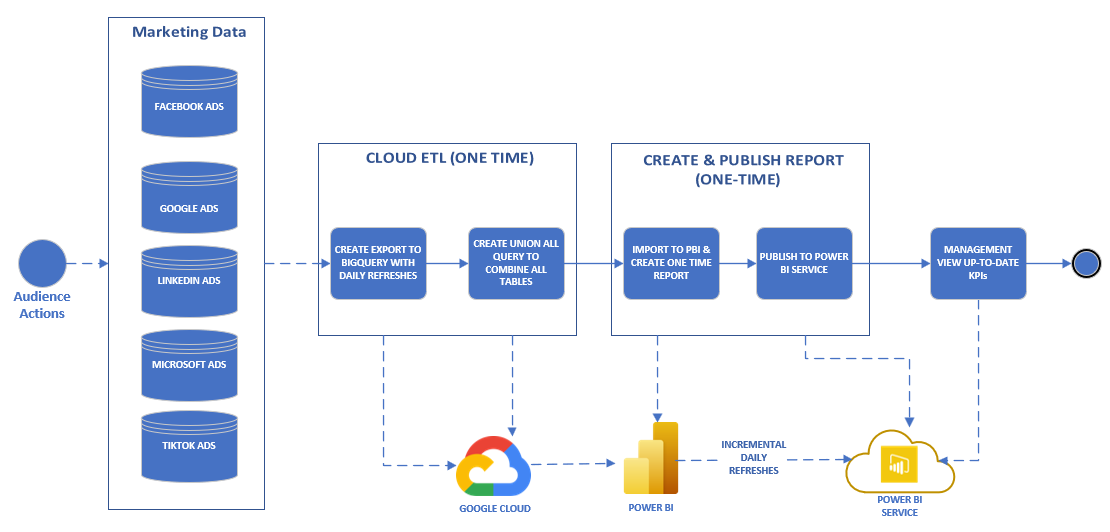 Marketing Data
FACEBOOK ADS
GOOGLE ADS
LINKEDIN ADS
MICROSOFT ADS
TIKTOK ADS
Audience
Actions
CLOUD ETL (ONE TIME)
CREATE EXPORT TO
BIGQUERY WITH
DAILY REFRESHES
CREATE UNION ALL
QUERY TO
COMBINE ALL
TABLES
CREATE & PUBLISH REPORT
(ONE-TIME)
IMPORT TO PBI &
CREATE ONE TIME
REPORT
PUBLISH TO POWER
BI SERVICE
MANAGEMENT
VIEW UP-TO-DATE
KPIs
GOOGLE CLOUD
POWER BI
INCREMENTAL
DAILY
REFRESHES
POWER BI
SERVICE